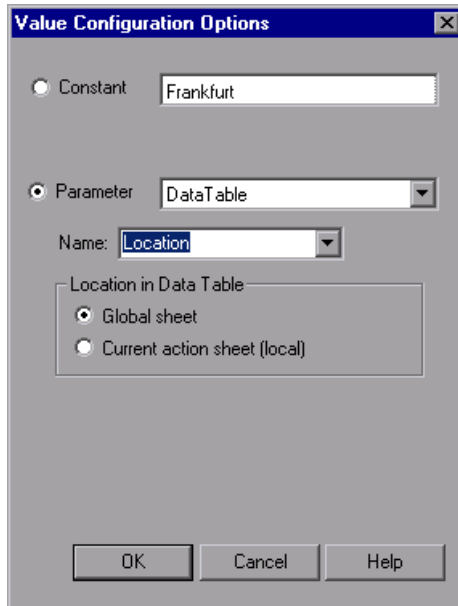 Value Configuration Options
Constant Frankfurt
Parameter DataTable
Name: Location
Location in Data Table
Global sheet
Current action sheet (local)
OK Cancel Help